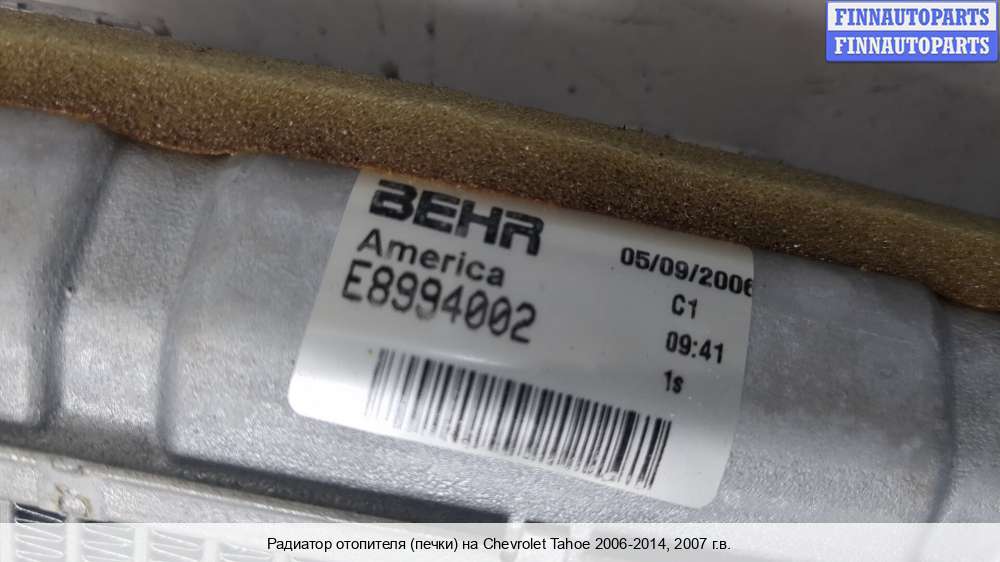 FINNAUTOPARTS
FINNAUTOPARTS
BEHR
America
E8994002
05/09/2006
C1
09:41
1s
Радиатор отопителя (печки) на Chevrolet Tahoe 2006-2014, 2007 г.в.